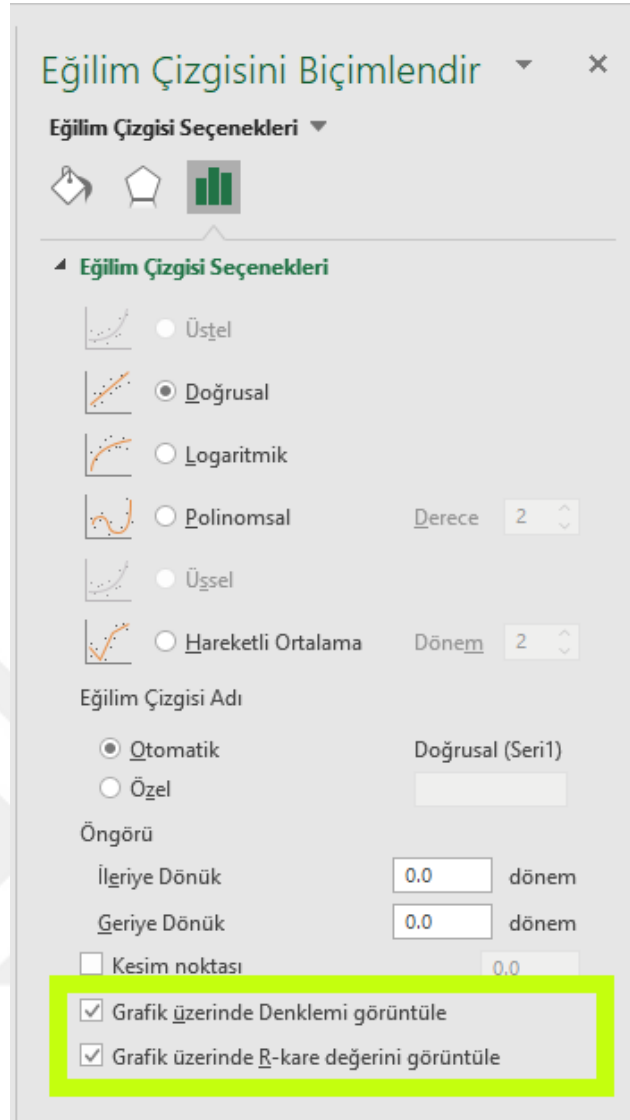 Eğilim Çizgisini Biçimlendir
Eğilim Çizgisi Seçenekleri
Eğilim Çizgisi Seçenekleri
Üstel
Doğrusal
Logaritmik
Polinomsal Derece 2
Üssel
Hareketli Ortalama Dönem 2
Eğilim Çizgisi Adı
Otomatik Doğrusal (Seri1)
Özel
Öngörü
İleriye Dönük 0.0 dönem
Geriye Dönük 0.0 dönem
Kesim noktası 0.0
Grafik üzerinde Denklemi görüntüle
Grafik üzerinde R-kare değerini görüntüle